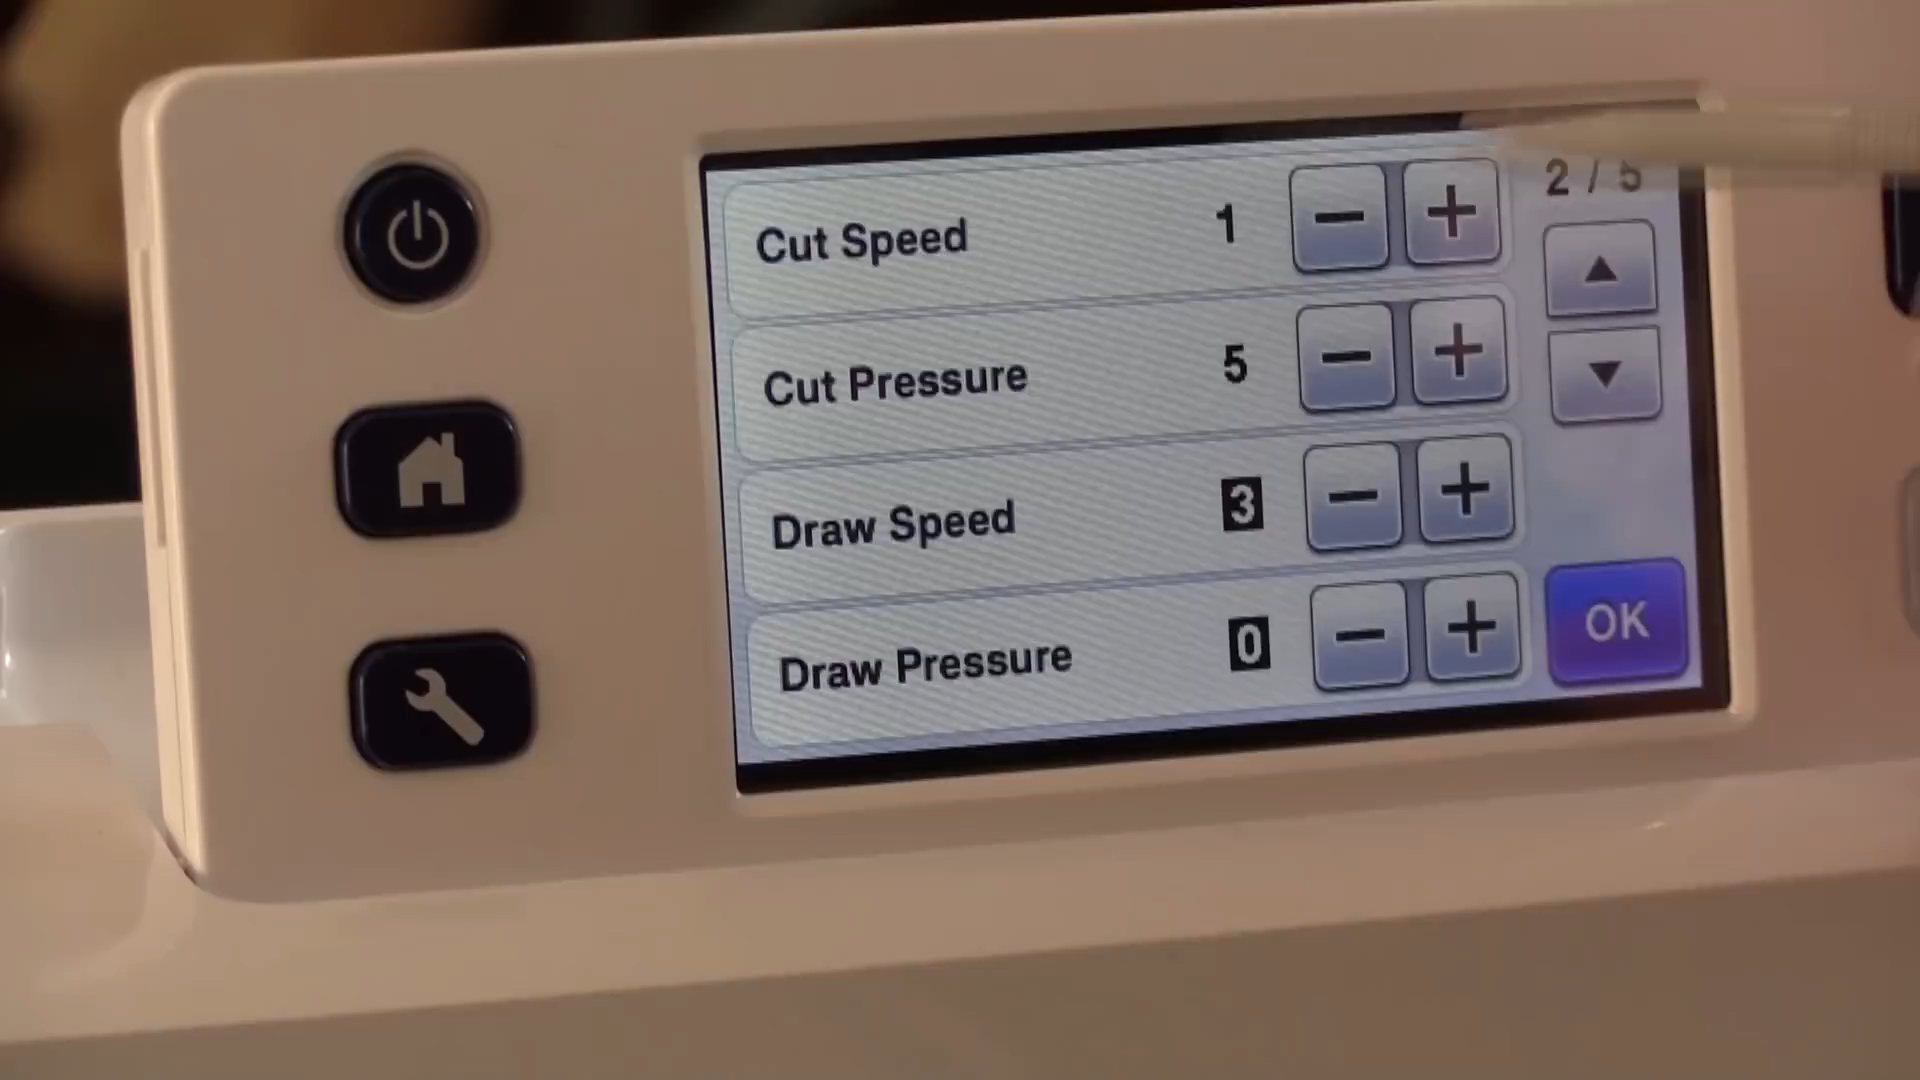 2 / 5
Cut Speed 1 − +
Cut Pressure 5 − +
Draw Speed 3 − +
Draw Pressure 0 − +
OK